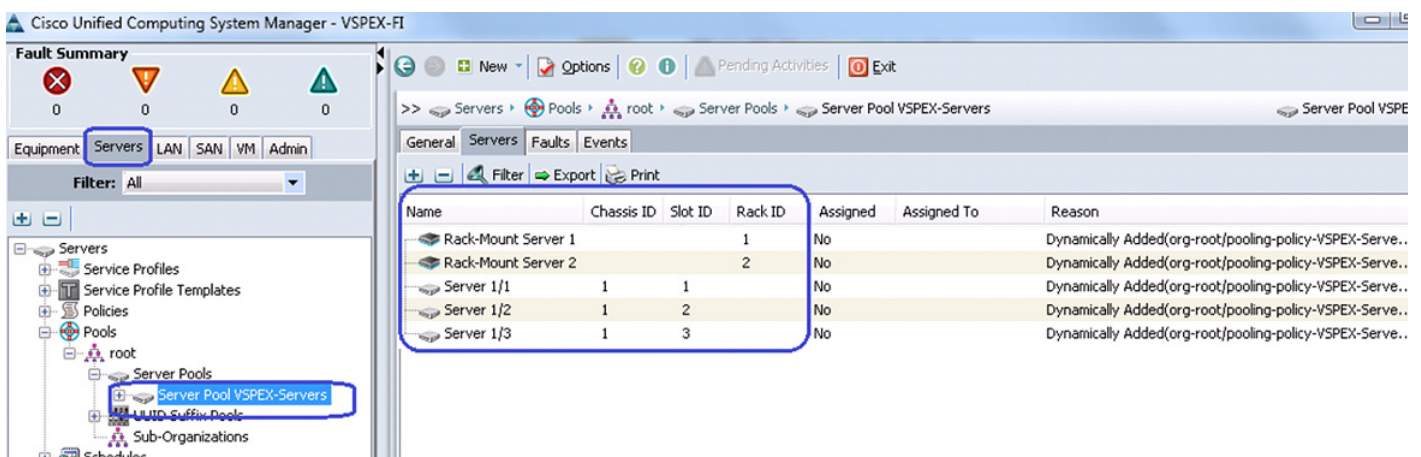 Cisco Unified Computing System Manager - VSPEX-FI
Fault Summary
0 0 0 0
Equipment Servers LAN SAN VM Admin
Filter: All
Servers
Service Profiles
Service Profile Templates
Policies
Pools
root
Server Pools
Server Pool VSPEX-Servers
UUID Suffix Pools
Sub-Organizations
Schedules
New Options Pending Activities Exit
>> Servers Pools root Server Pools Server Pool VSPEX-Servers Server Pool VSPE
General Servers Faults Events
Filter Export Print
Name Chassis ID Slot ID Rack ID Assigned Assigned To Reason
Rack-Mount Server 1 1 No Dynamically Added(org-root/pooling-policy-VSPEX-Serve...
Rack-Mount Server 2 2 No Dynamically Added(org-root/pooling-policy-VSPEX-Serve...
Server 1/1 1 1 No Dynamically Added(org-root/pooling-policy-VSPEX-Serve...
Server 1/2 1 2 No Dynamically Added(org-root/pooling-policy-VSPEX-Serve...
Server 1/3 1 3 No Dynamically Added(org-root/pooling-policy-VSPEX-Serve...